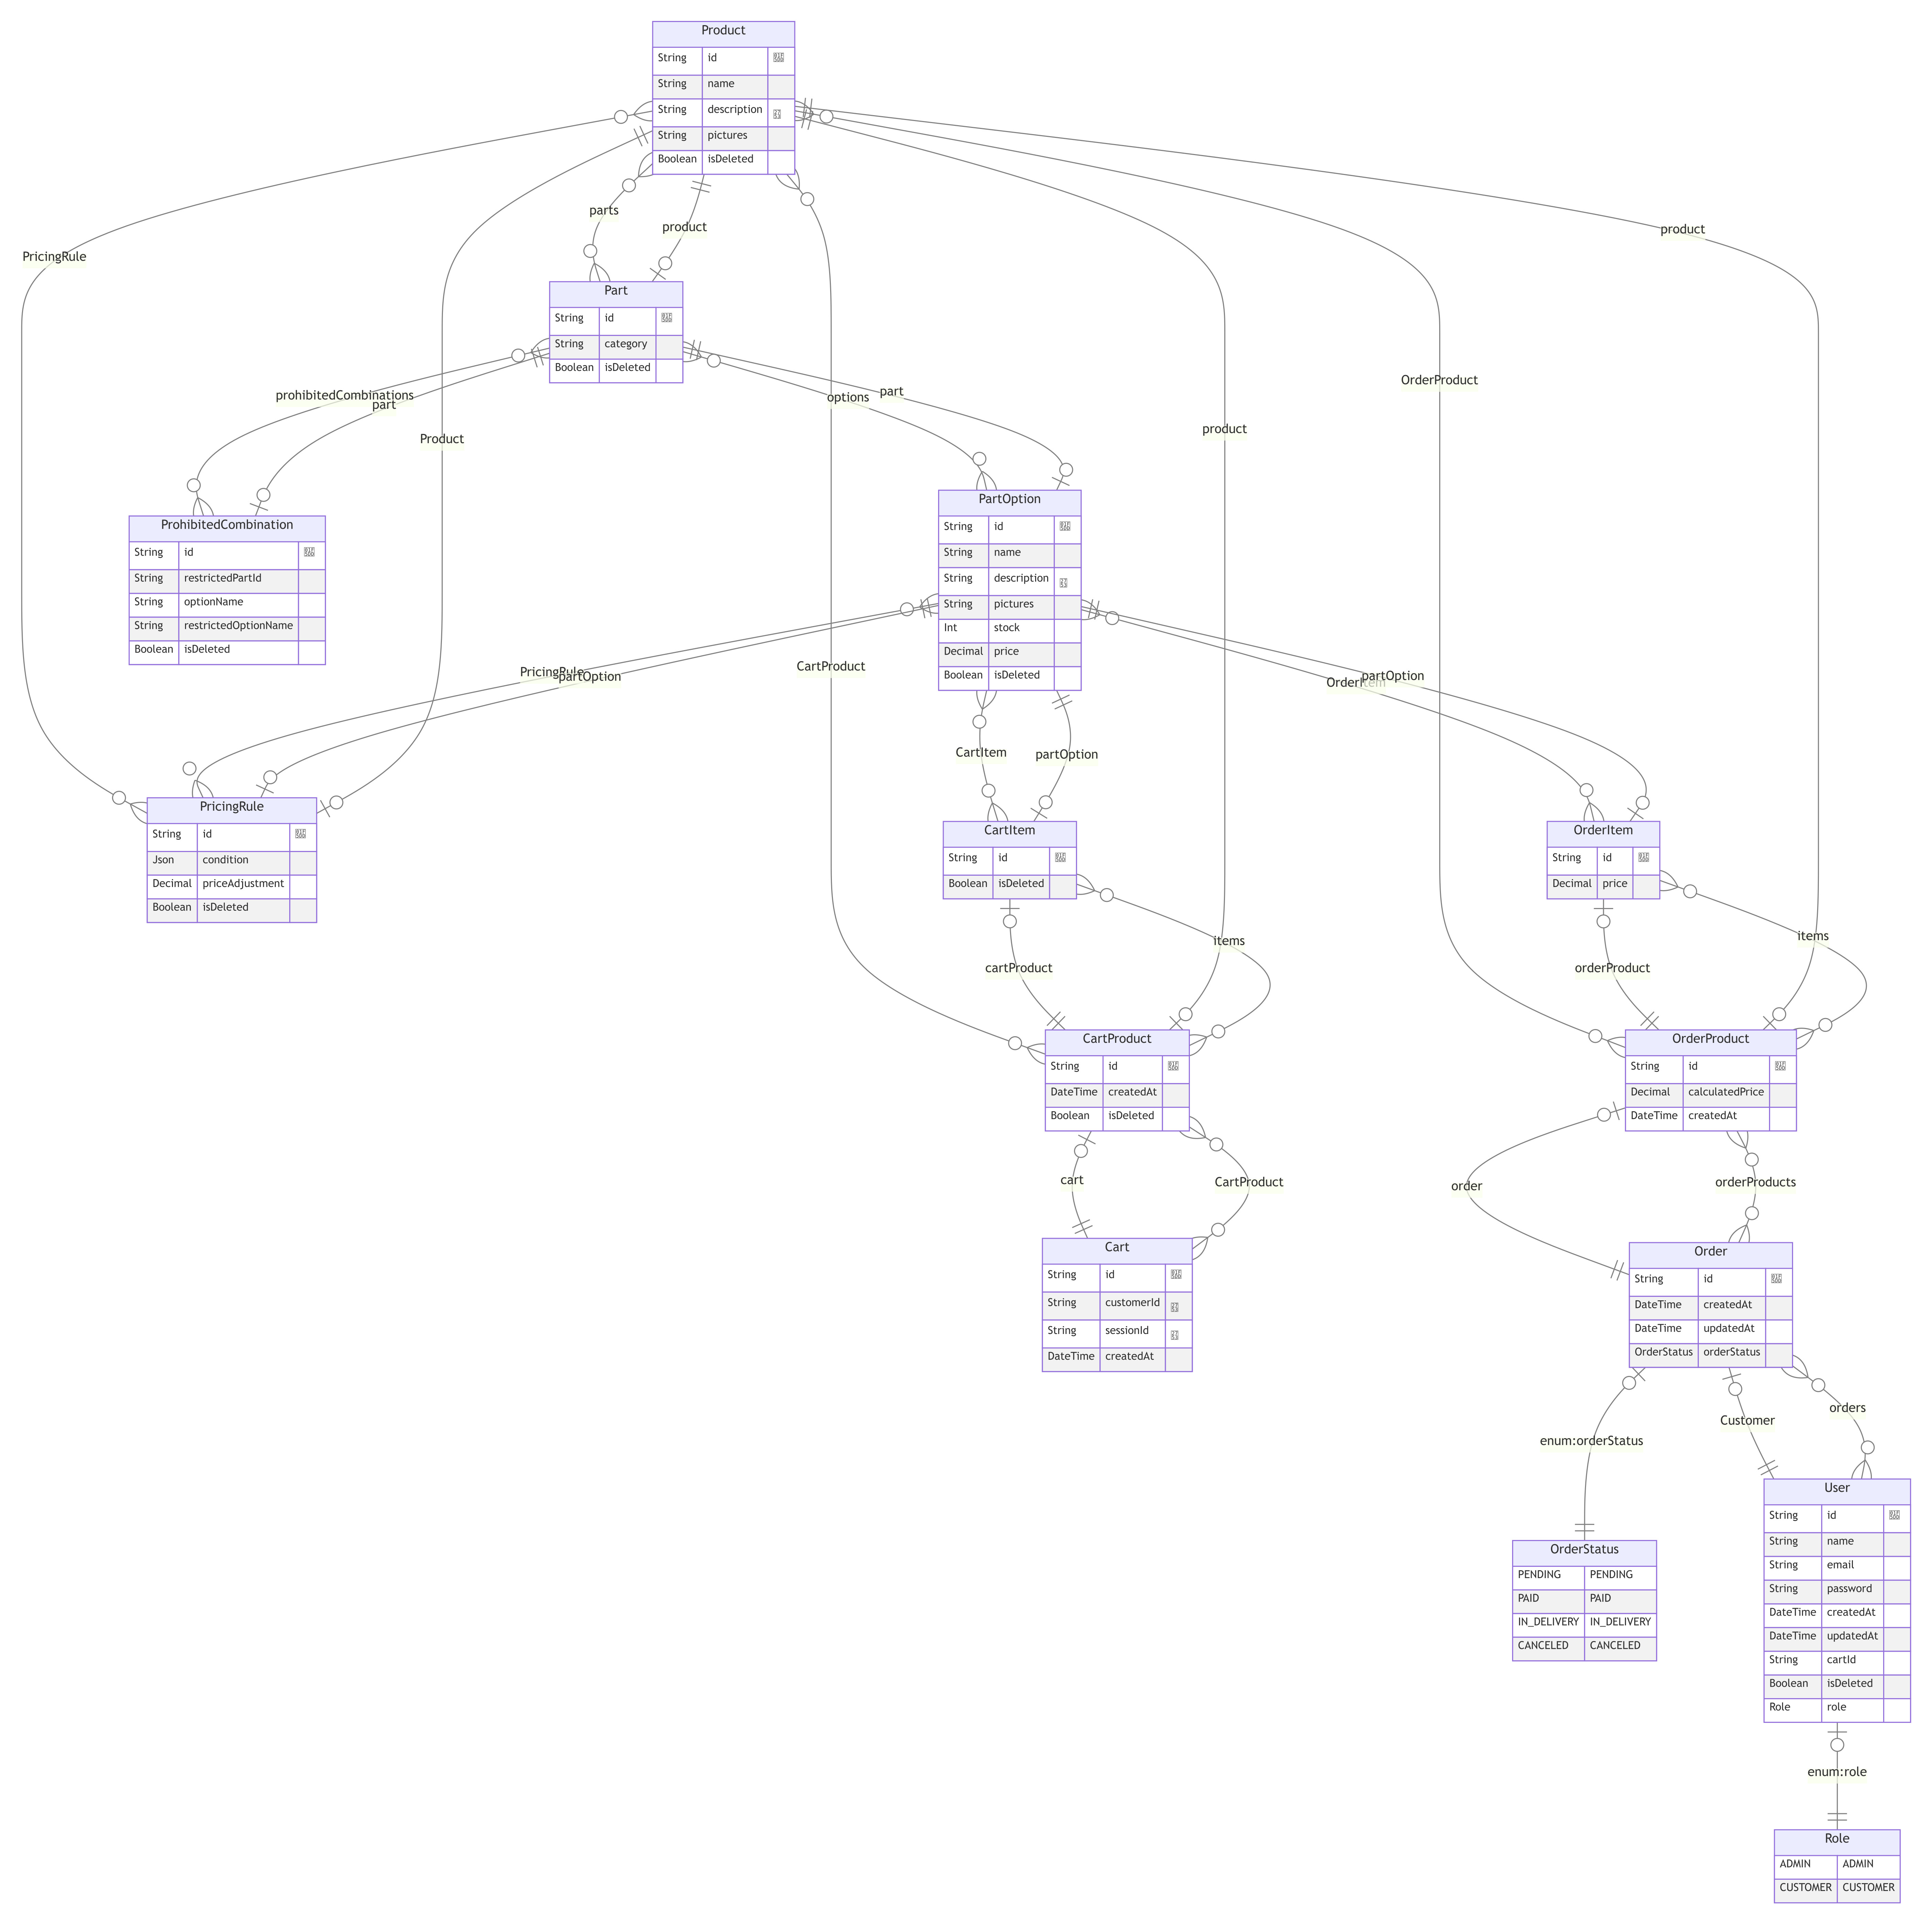 Product
String id
String name
String description
String pictures
Boolean isDeleted
parts
product
product
PricingRule
Part
String id
String category
Boolean isDeleted
OrderProduct
prohibitedCombinations
part
options
part
Product
product
PartOption
String id
String name
String description
String pictures
Int stock
Decimal price
Boolean isDeleted
ProhibitedCombination
String id
String restrictedPartId
String optionName
String restrictedOptionName
Boolean isDeleted
CartProduct
PricingRule
partOption
OrderItem
partOption
CartItem
partOption
PricingRule
String id
Json condition
Decimal priceAdjustment
Boolean isDeleted
CartItem
String id
Boolean isDeleted
OrderItem
String id
Decimal price
items
items
cartProduct
orderProduct
CartProduct
String id
DateTime createdAt
Boolean isDeleted
OrderProduct
String id
Decimal calculatedPrice
DateTime createdAt
cart
CartProduct
order
orderProducts
Cart
String id
String customerId
String sessionId
DateTime createdAt
Order
String id
DateTime createdAt
DateTime updatedAt
OrderStatus orderStatus
enum:orderStatus
Customer
orders
User
String id
String name
String email
String password
DateTime createdAt
DateTime updatedAt
String cartId
Boolean isDeleted
Role role
OrderStatus
PENDING PENDING
PAID PAID
IN_DELIVERY IN_DELIVERY
CANCELED CANCELED
enum:role
Role
ADMIN ADMIN
CUSTOMER CUSTOMER